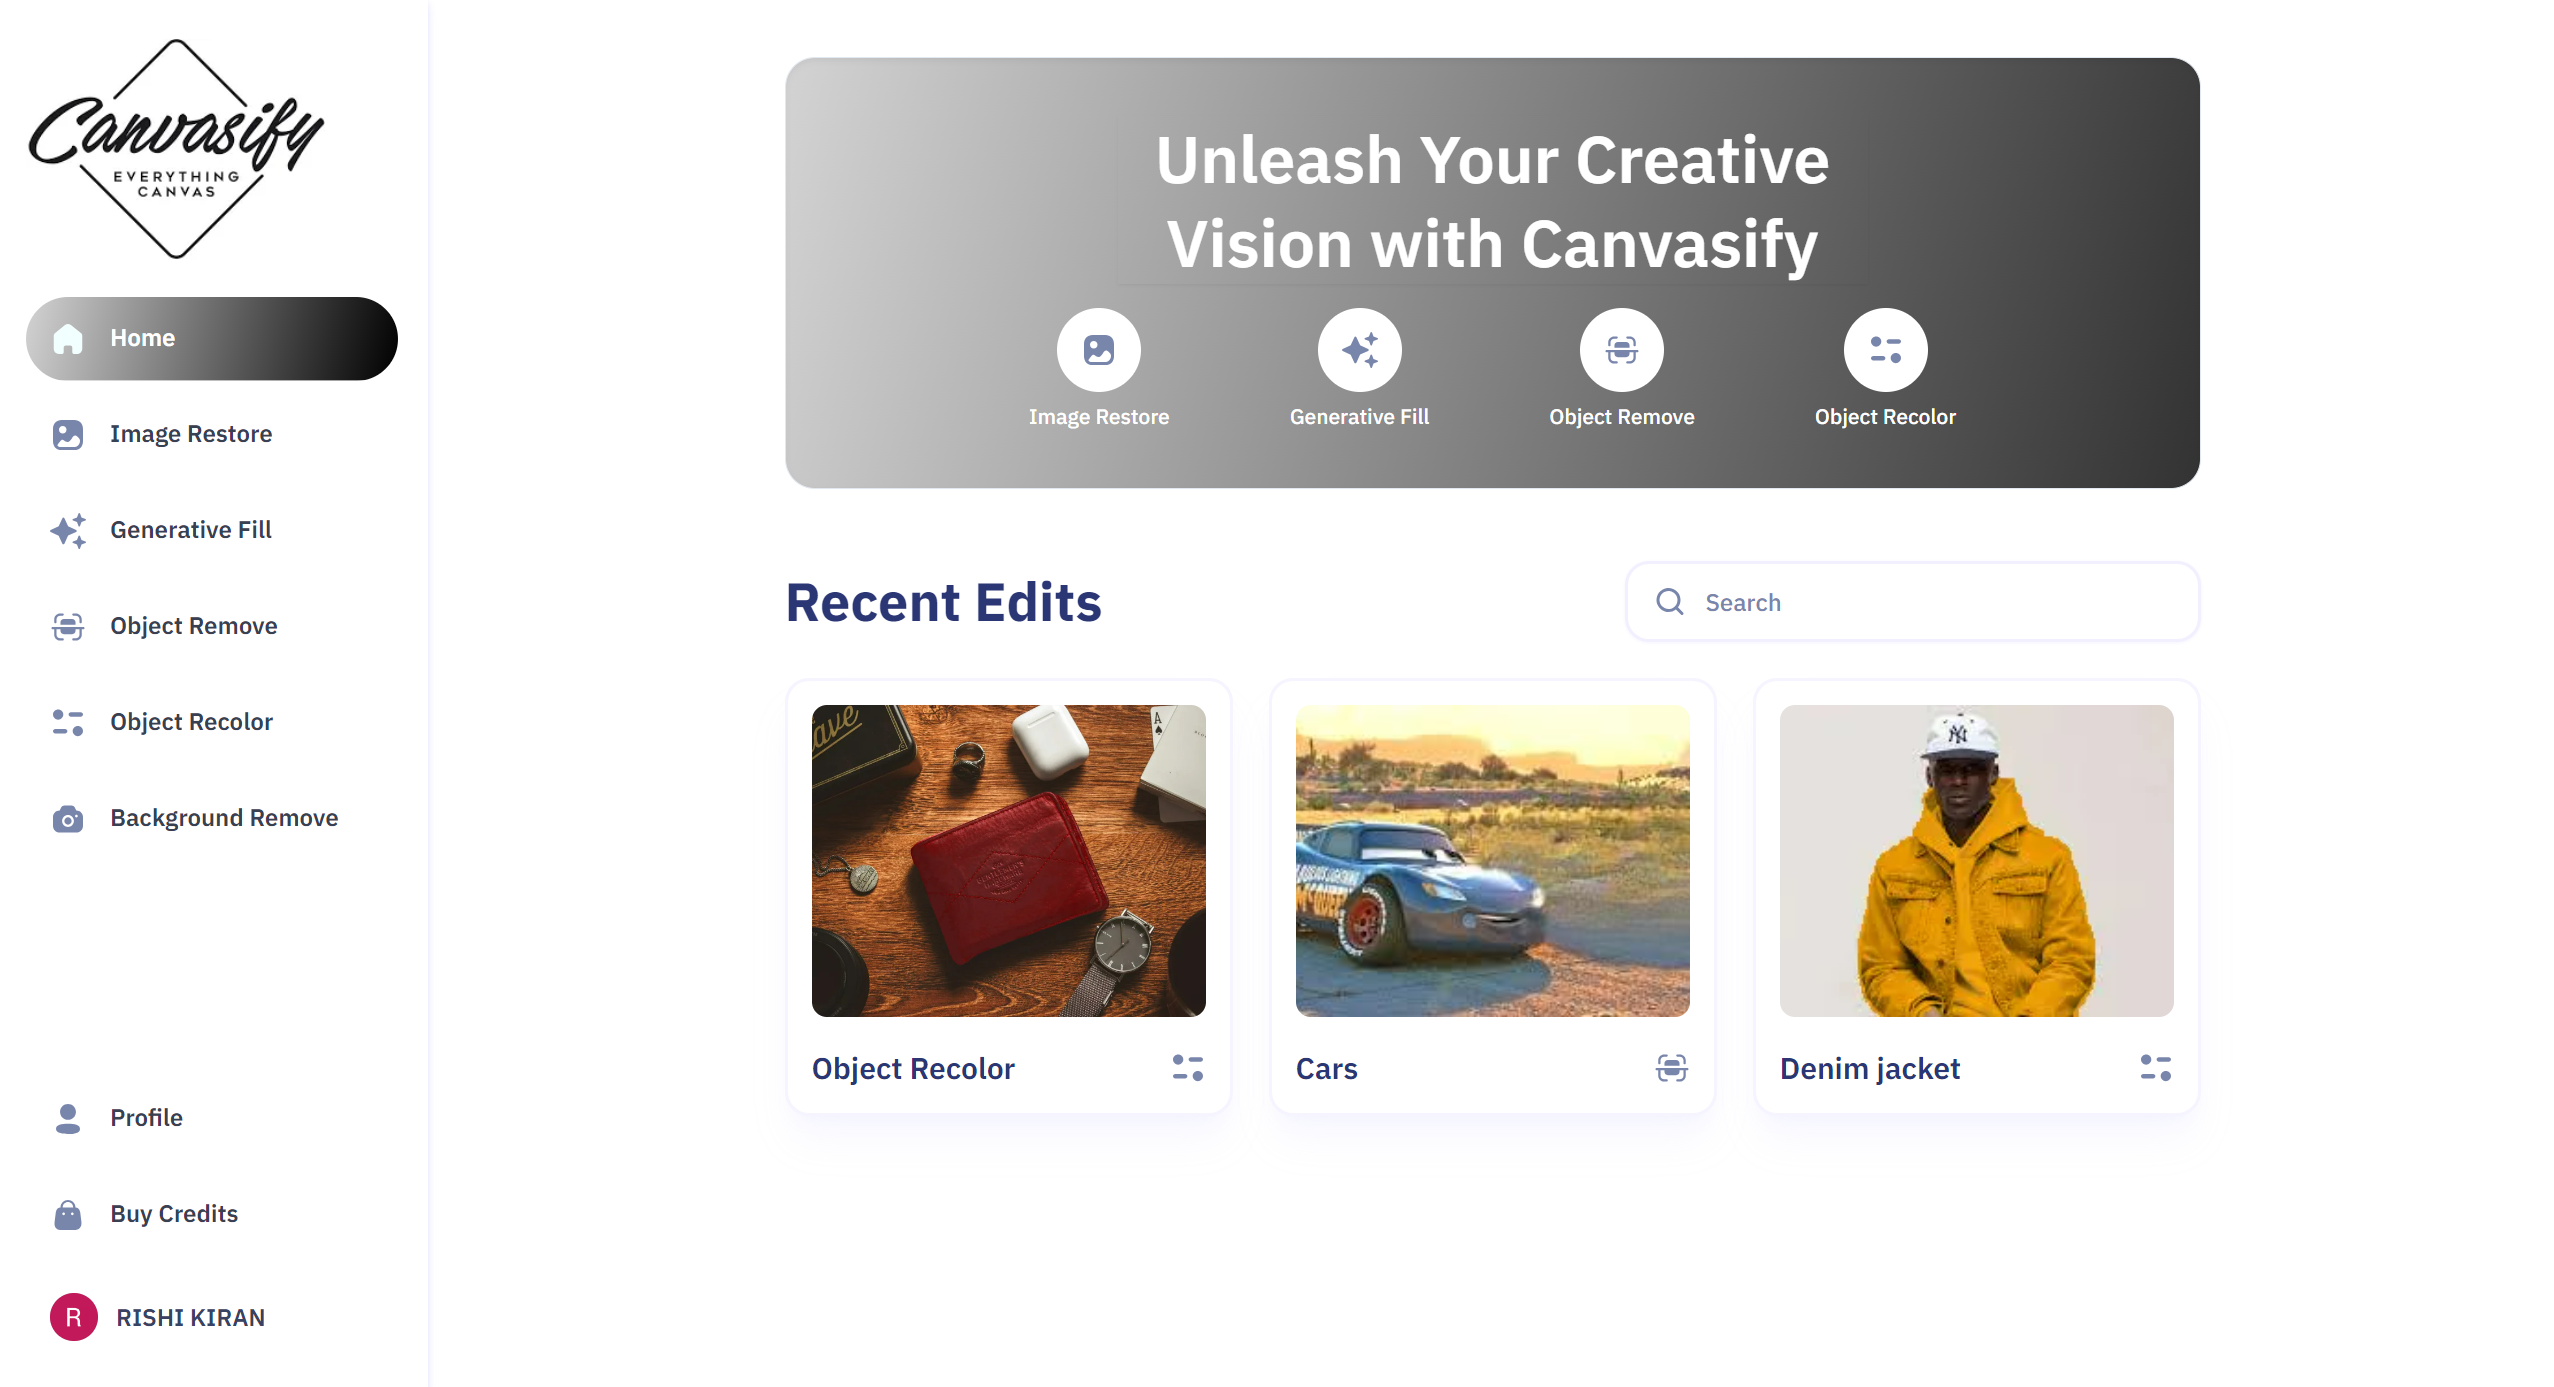 Canvasify
EVERYTHING
CANVAS
Home
Image Restore
Generative Fill
Object Remove
Object Recolor
Background Remove
Profile
Buy Credits
R RISHI KIRAN
Unleash Your Creative
Vision with Canvasify
Image Restore Generative Fill Object Remove Object Recolor
Recent Edits
Search
A
NY
Object Recolor
Cars
Denim jacket